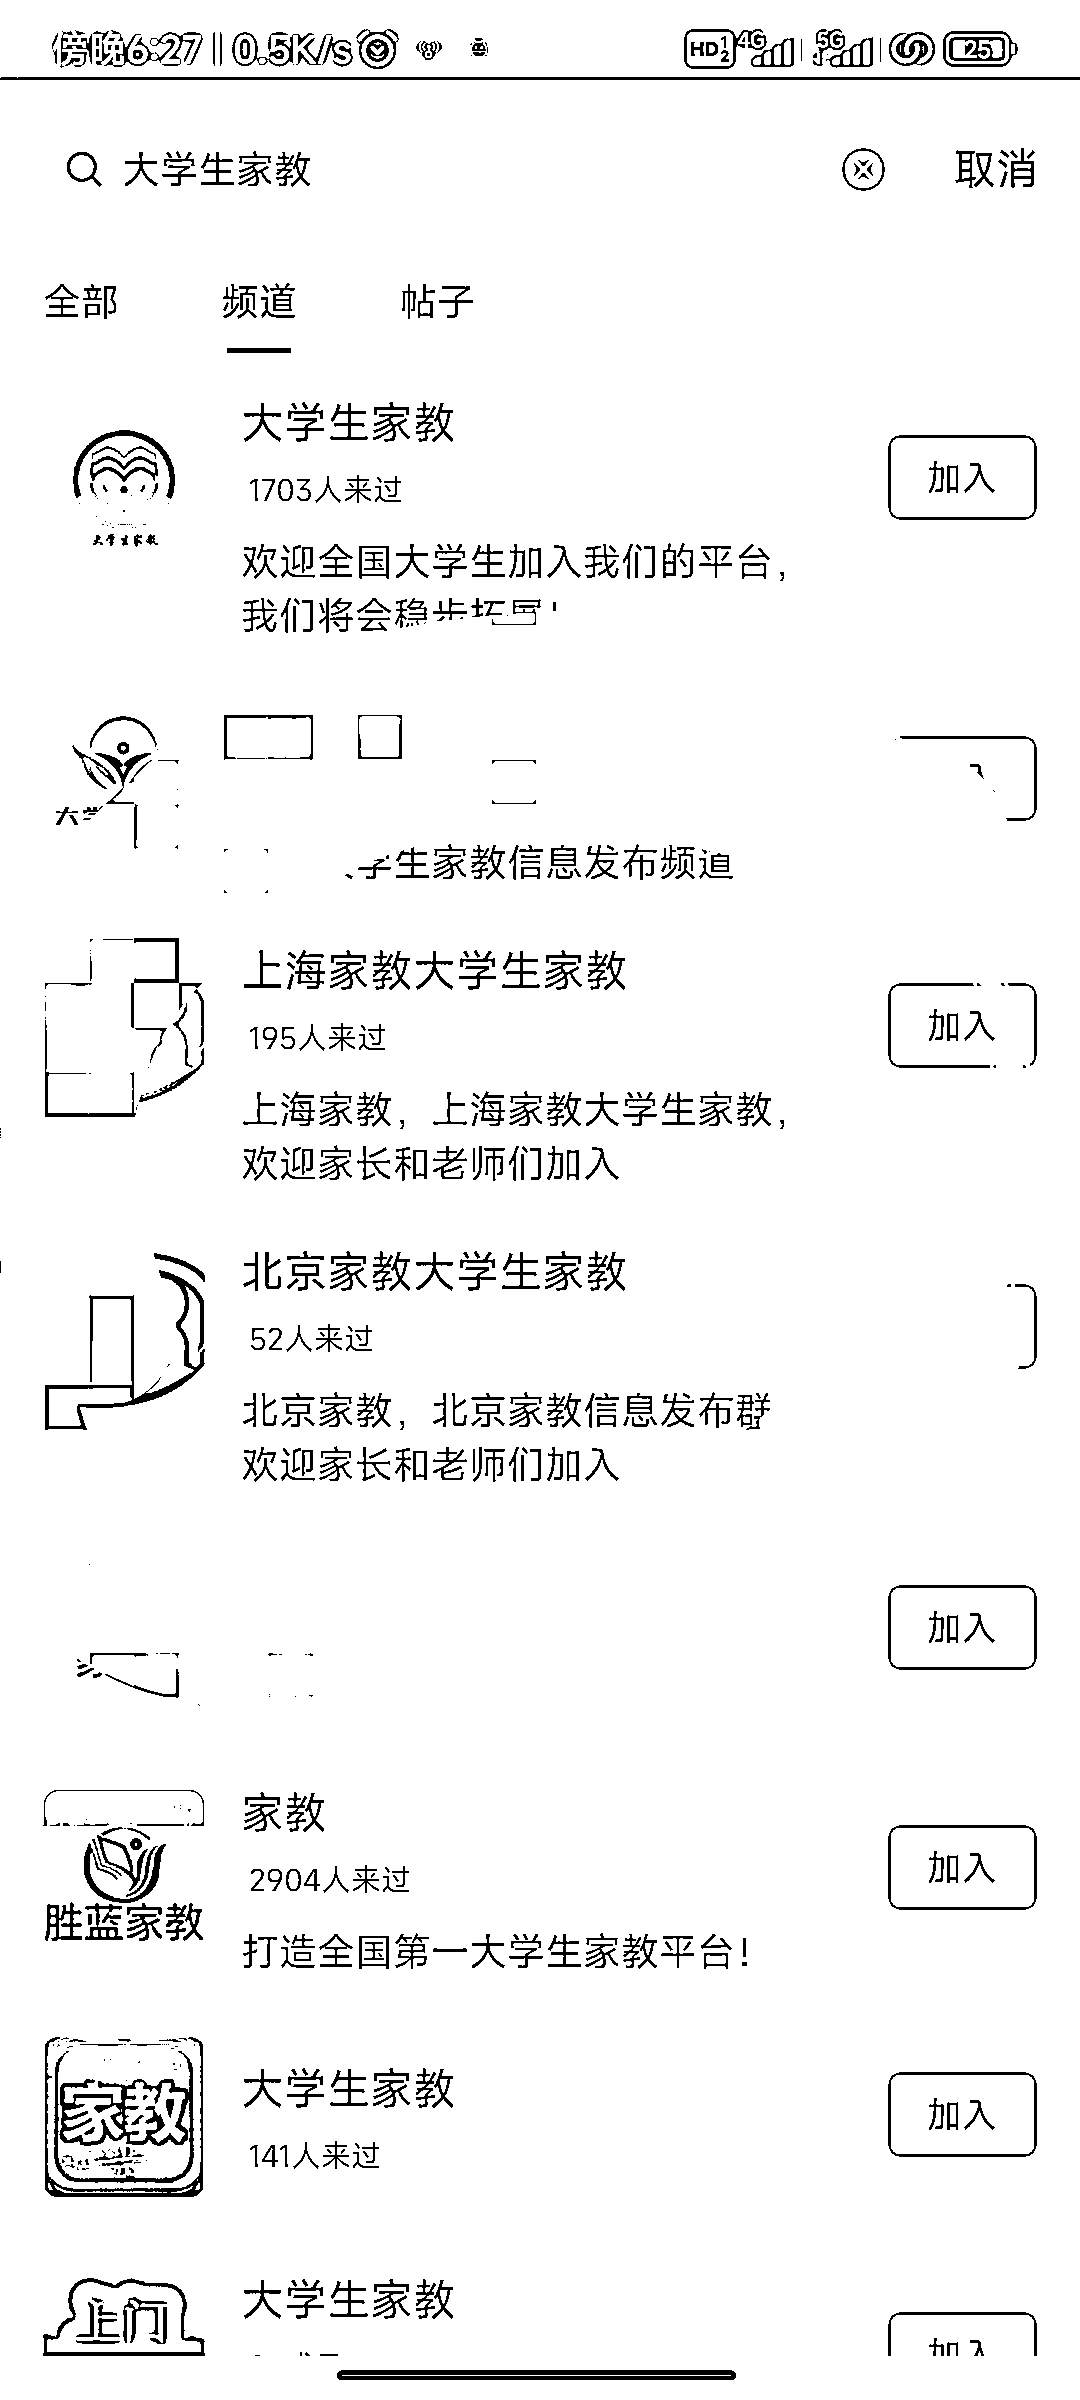 傍晚6:27 || 0.5K/s
HD 4G 5G 25
大学生家教
取消
全部
频道
帖子
大学生家教
1703人来过
加入
大学生家教
欢迎全国大学生加入我们的平台，
我们将会稳步拓
生家教信息发布频道
上海家教大学生家教
195人来过
加入
上海家教，上海家教大学生家教，
欢迎家长和老师们加入
北京家教大学生家教
52人来过
北京家教，北京家教信息发布群
欢迎家长和老师们加入
加入
家教
2904人来过
加入
胜蓝家教
打造全国第一大学生家教平台！
家教
大学生家教
141人来过
加入
上门
大学生家教
加入